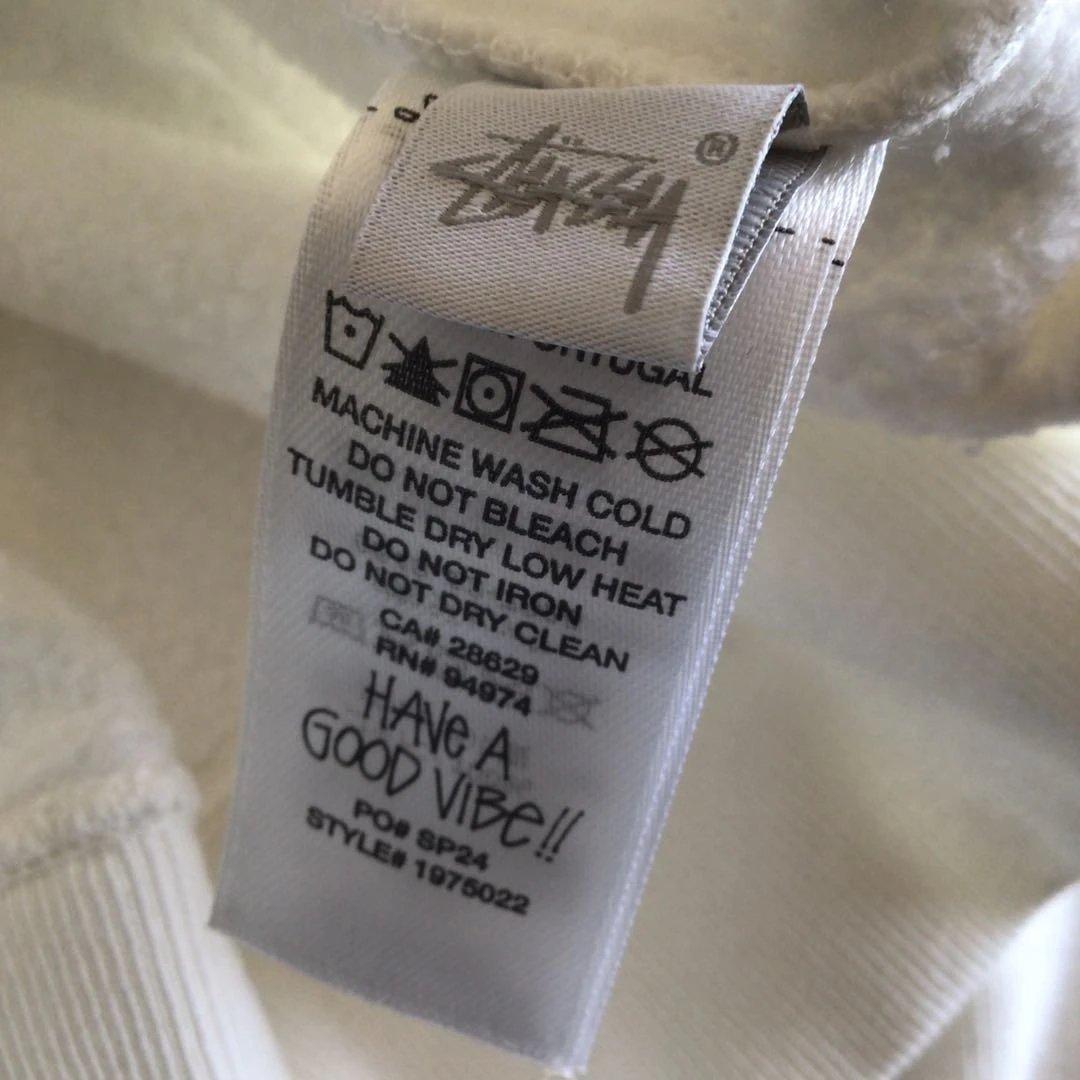 Stüssy ®
PORTUGAL
MACHINE WASH COLD
DO NOT BLEACH
TUMBLE DRY LOW HEAT
DO NOT IRON
DO NOT DRY CLEAN
CA# 28629
RN# 94974
HAVe A
GOOD VIBe!!
PO# SP24
STYLE# 1975022